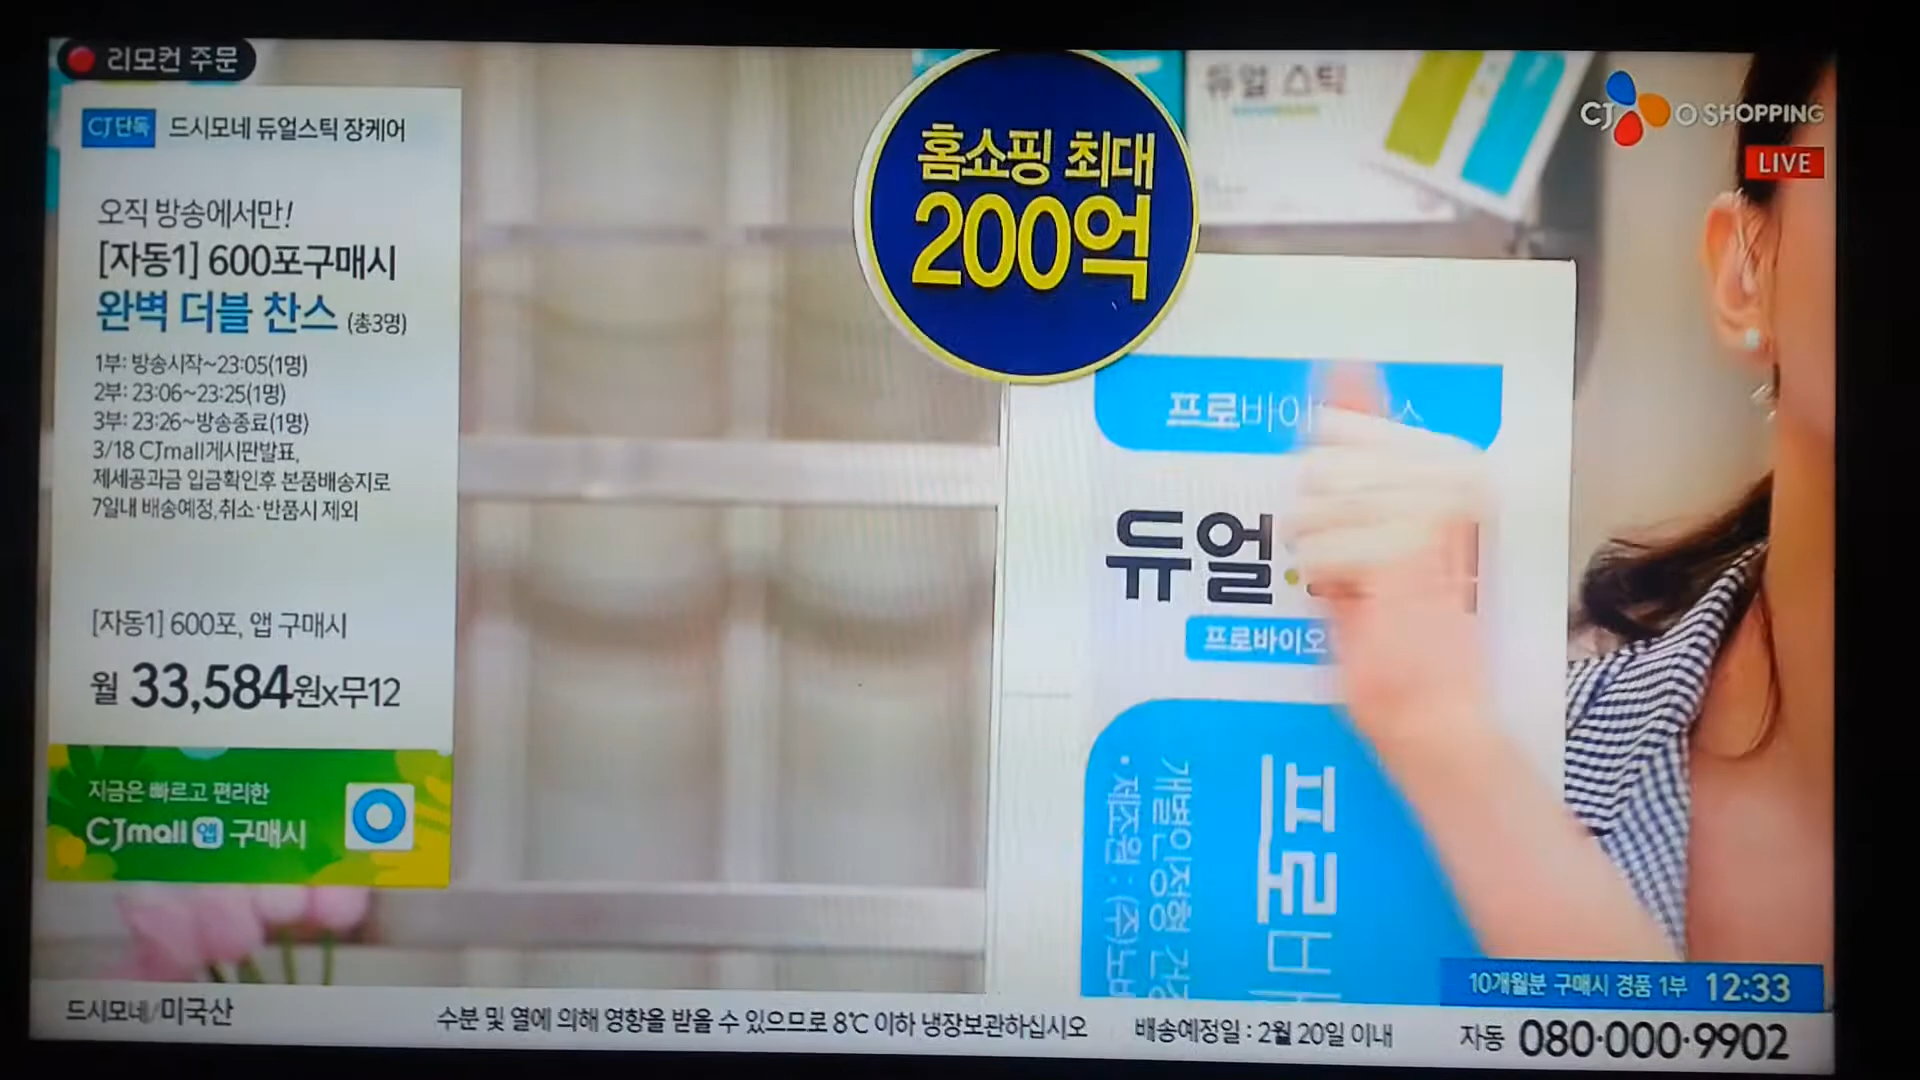 리모컨 주문
CJ단독 드시모네 듀얼스틱 장케어
오직 방송에서만!
[자동1] 600포구매시
완벽 더블 찬스 (총3명)
1부: 방송시작~23:05(1명)
2부: 23:06~23:25(1명)
3부: 23:26~방송종료(1명)
3/18 CJmall게시판발표,
제세공과금 입금확인후 본품배송지로
7일내 배송예정,취소·반품시 제외
[자동1] 600포, 앱 구매시
월 33,584원x무12
지금은 빠르고 편리한
CJmall 앱 구매시
홈쇼핑 최대
200억
듀얼 스틱
CJ O SHOPPING
LIVE
프로바이
듀얼
프로바이오
프로바
개별인정형 건강
·제조원 : (주)노바
10개월분 구매시 경품 1부 12:33
드시모네/미국산
수분 및 열에 의해 영향을 받을 수 있으므로 8℃ 이하 냉장보관하십시오
배송예정일 : 2월 20일 이내
자동 080·000·9902